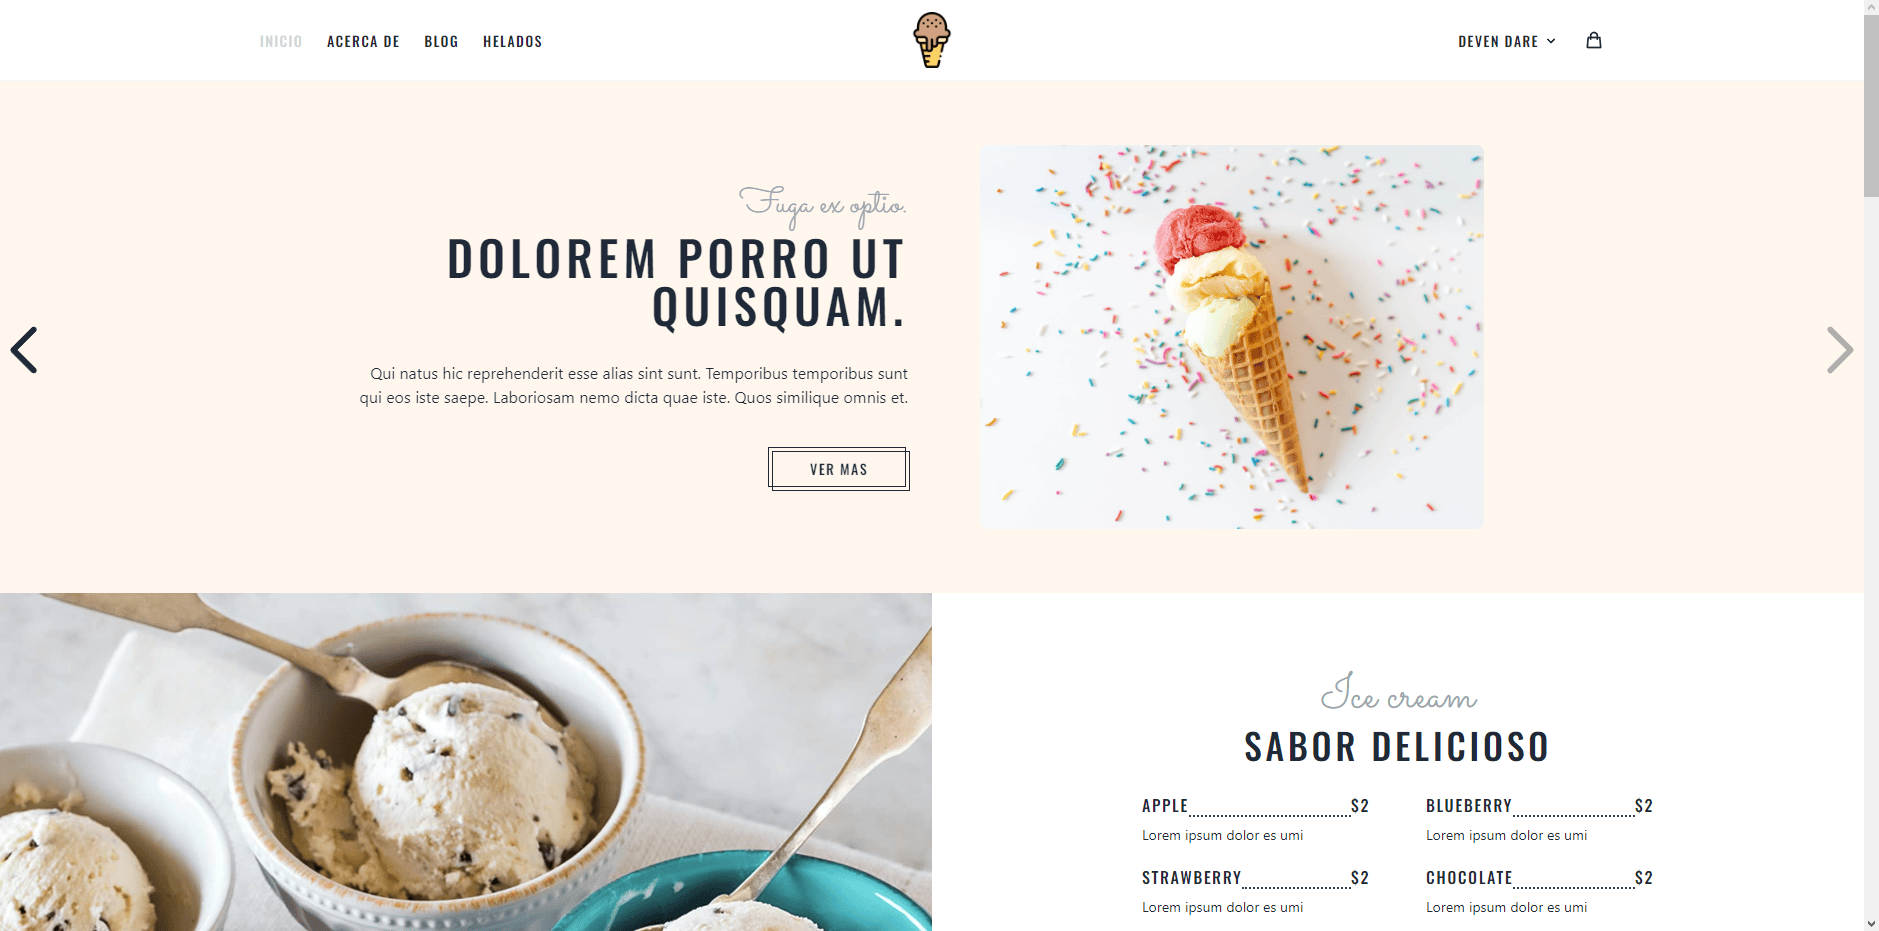 INICIO
ACERCA DE
BLOG
HELADOS
DEVEN DARE
Fuga ex optio.
DOLOREM PORRO UT
QUISQUAM.
Qui natus hic reprehenderit esse alias sint sunt. Temporibus temporibus sunt
qui eos iste saepe. Laboriosam nemo dicta quae iste. Quos similique omnis et.
VER MAS
Ice cream
SABOR DELICIOSO
APPLE $2
Lorem ipsum dolor es umi
BLUEBERRY $2
Lorem ipsum dolor es umi
STRAWBERRY $2
Lorem ipsum dolor es umi
CHOCOLATE $2
Lorem ipsum dolor es umi